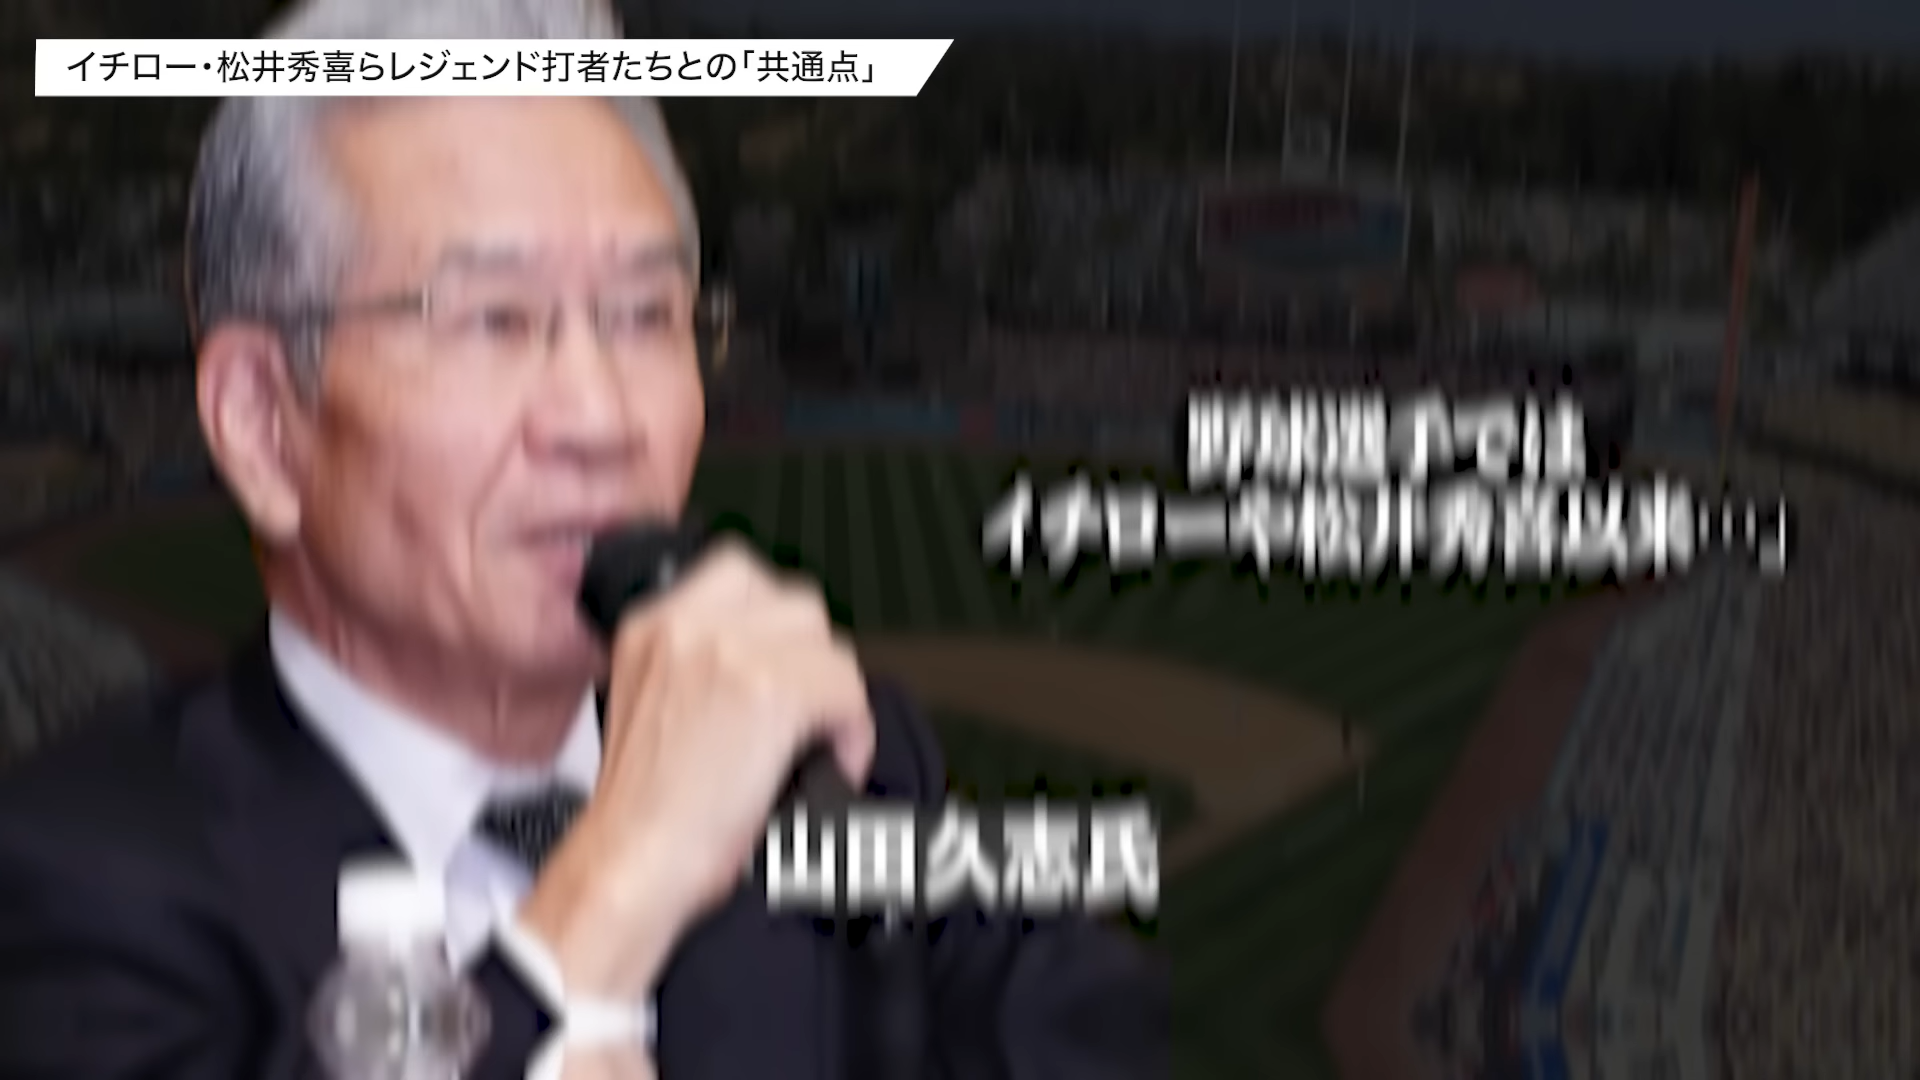 イチロー・松井秀喜らレジェンド打者たちとの「共通点」
野球選手では
イチローや松井秀喜以来…」
山田久志氏